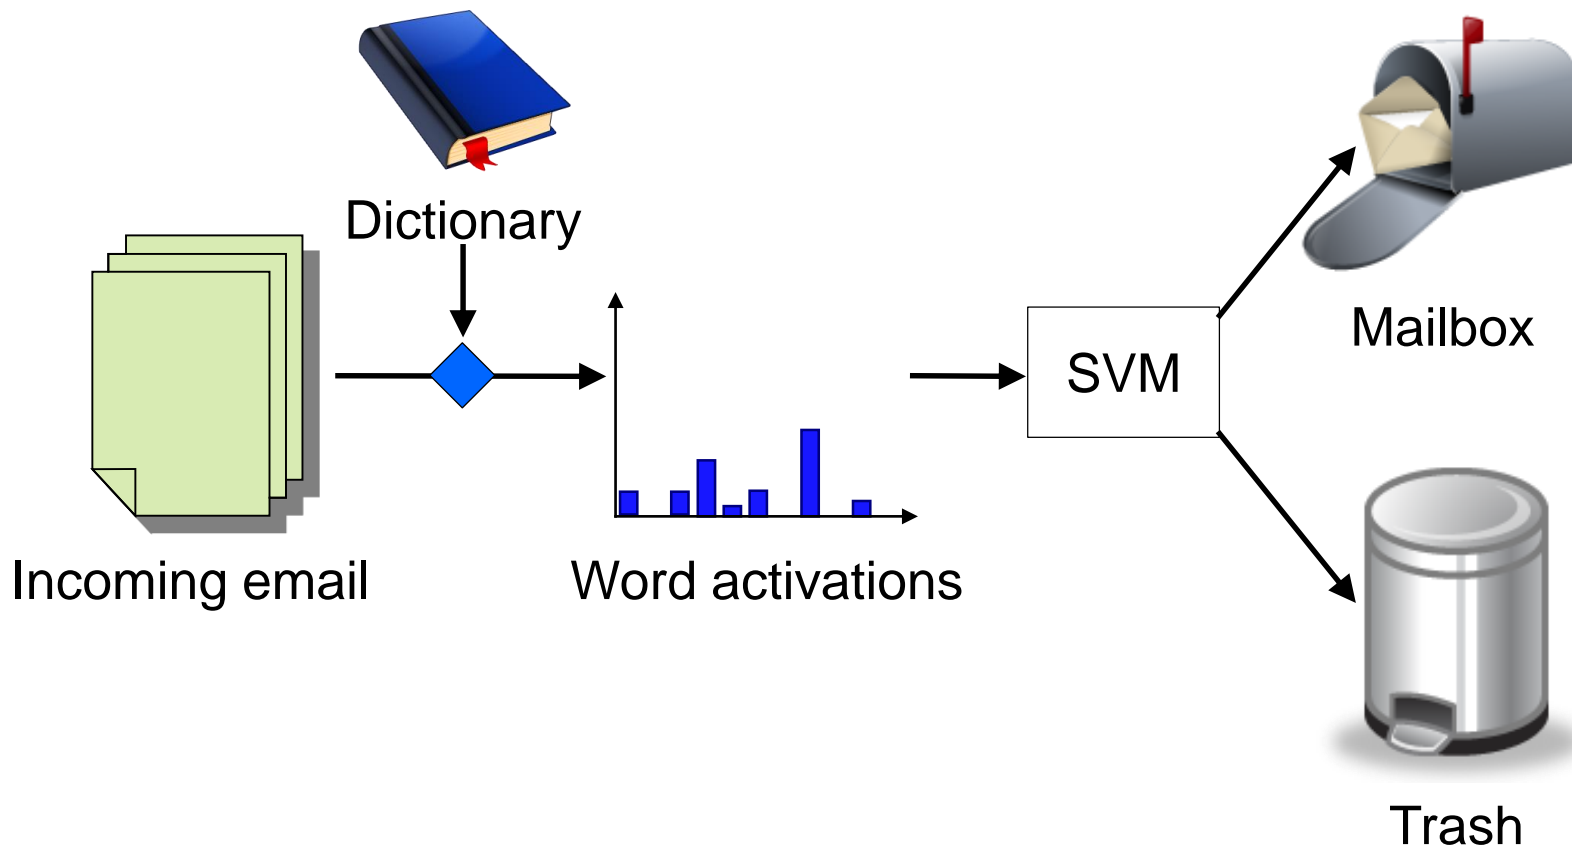 Dictionary
Mailbox
SVM
Incoming email
Word activations
Trash